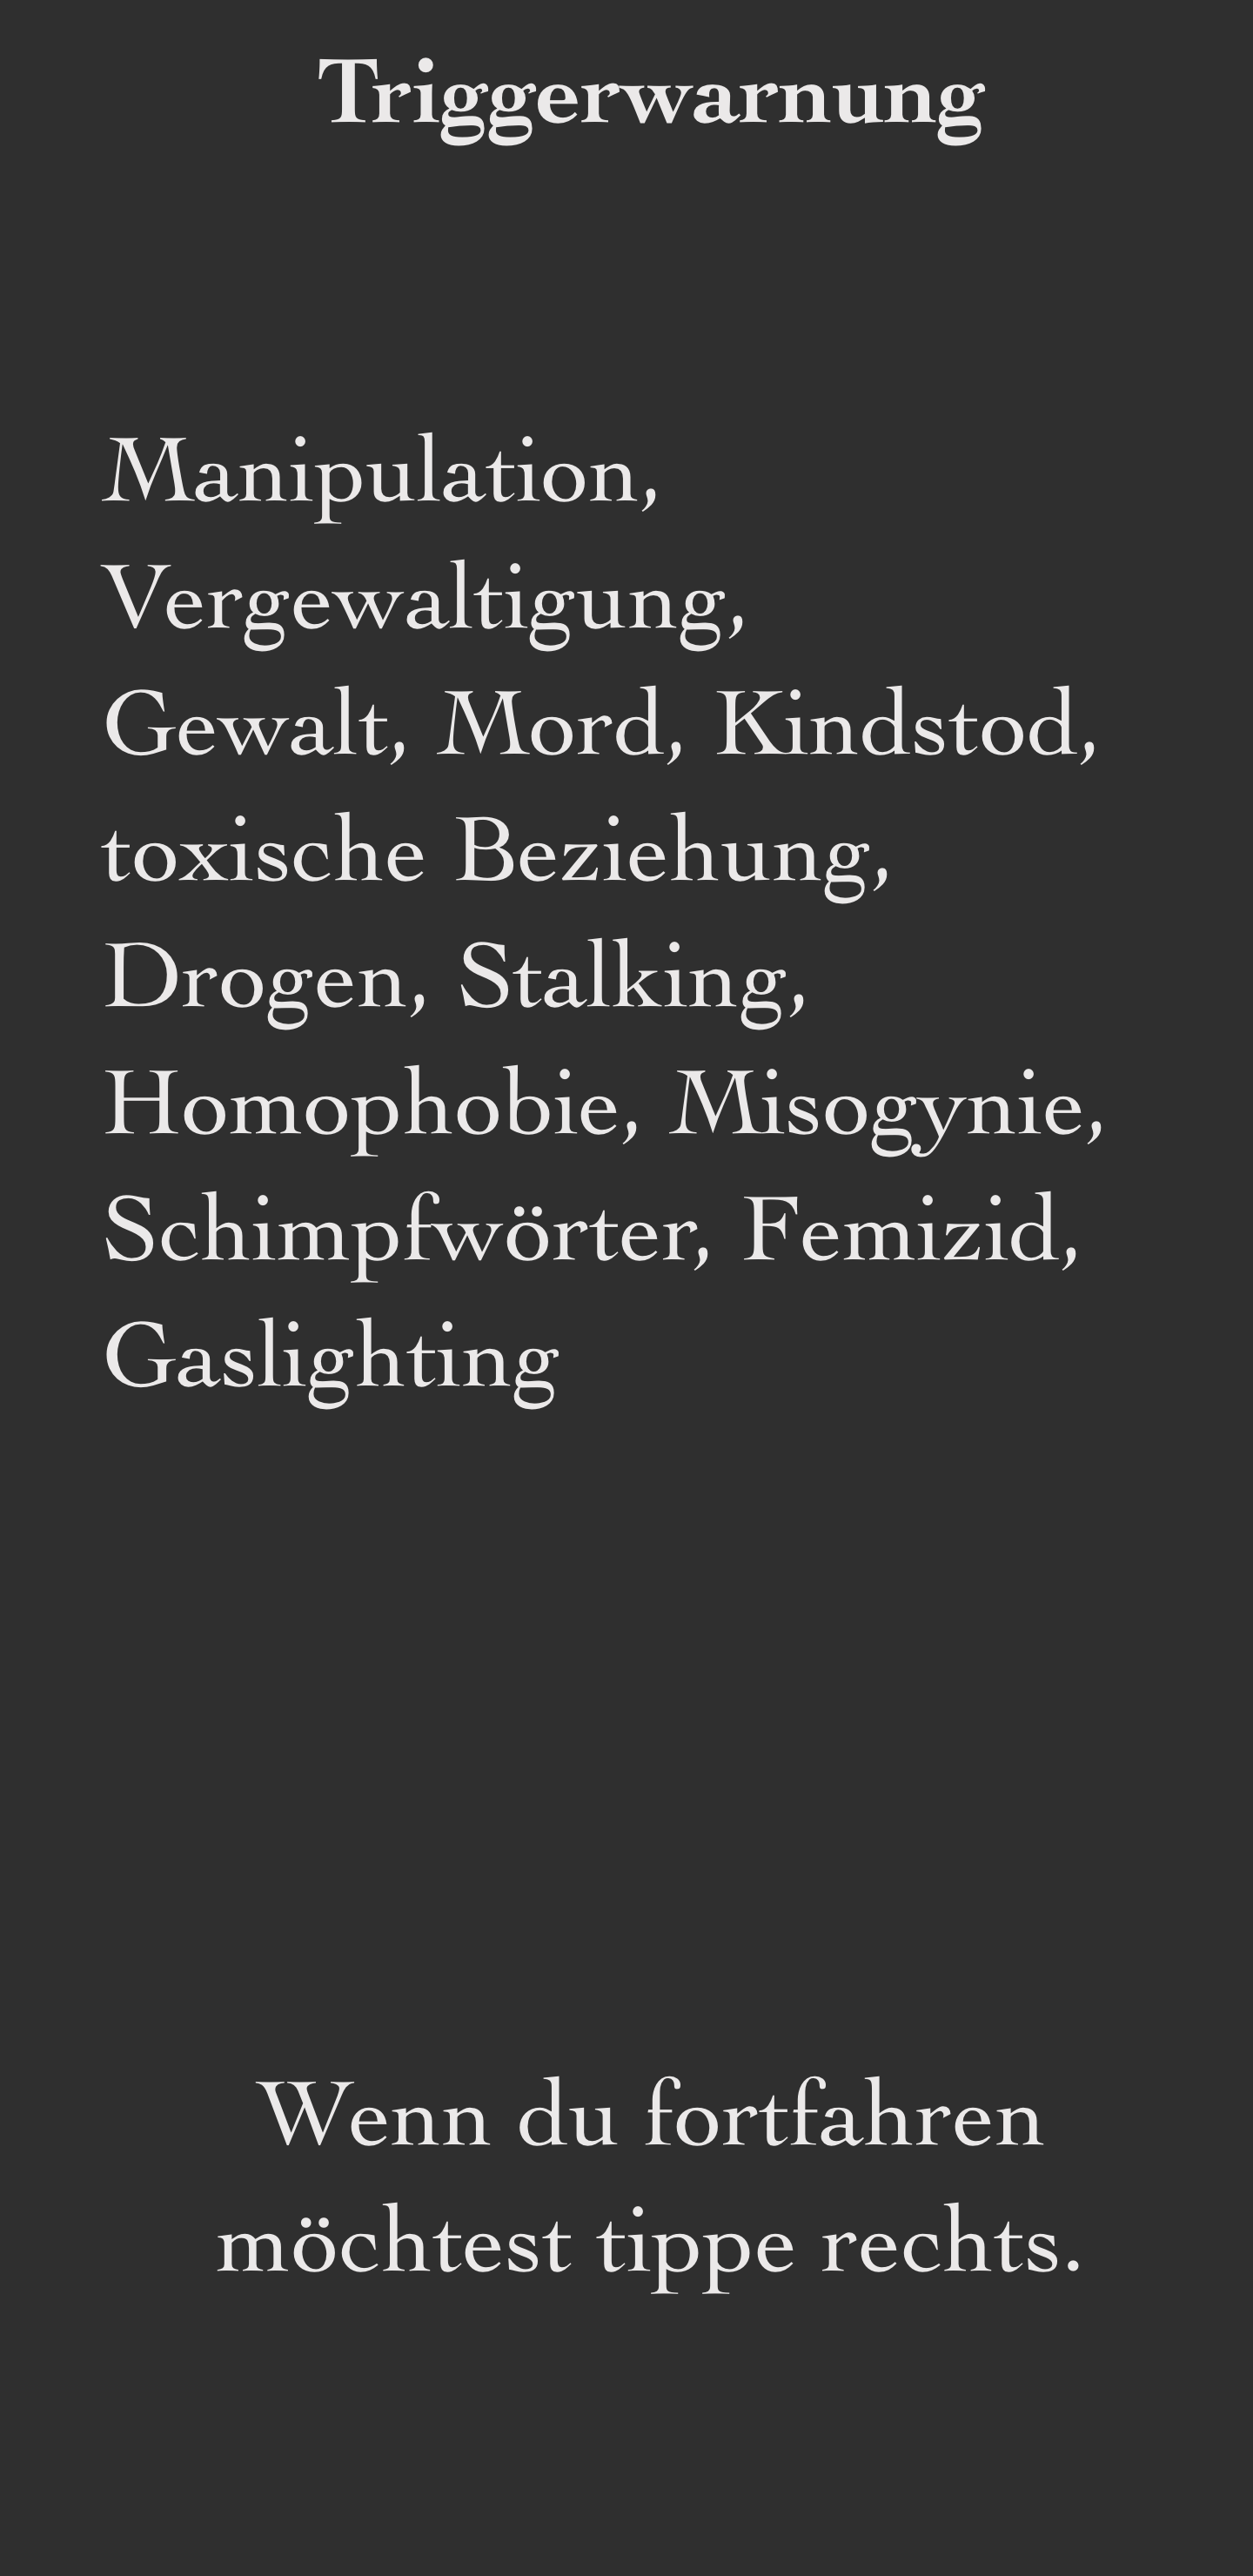 Triggerwarnung
Manipulation,
Vergewaltigung,
Gewalt, Mord, Kindstod,
toxische Beziehung,
Drogen, Stalking,
Homophobie, Misogynie,
Schimpfwörter, Femizid,
Gaslighting
Wenn du fortfahren
möchtest tippe rechts.